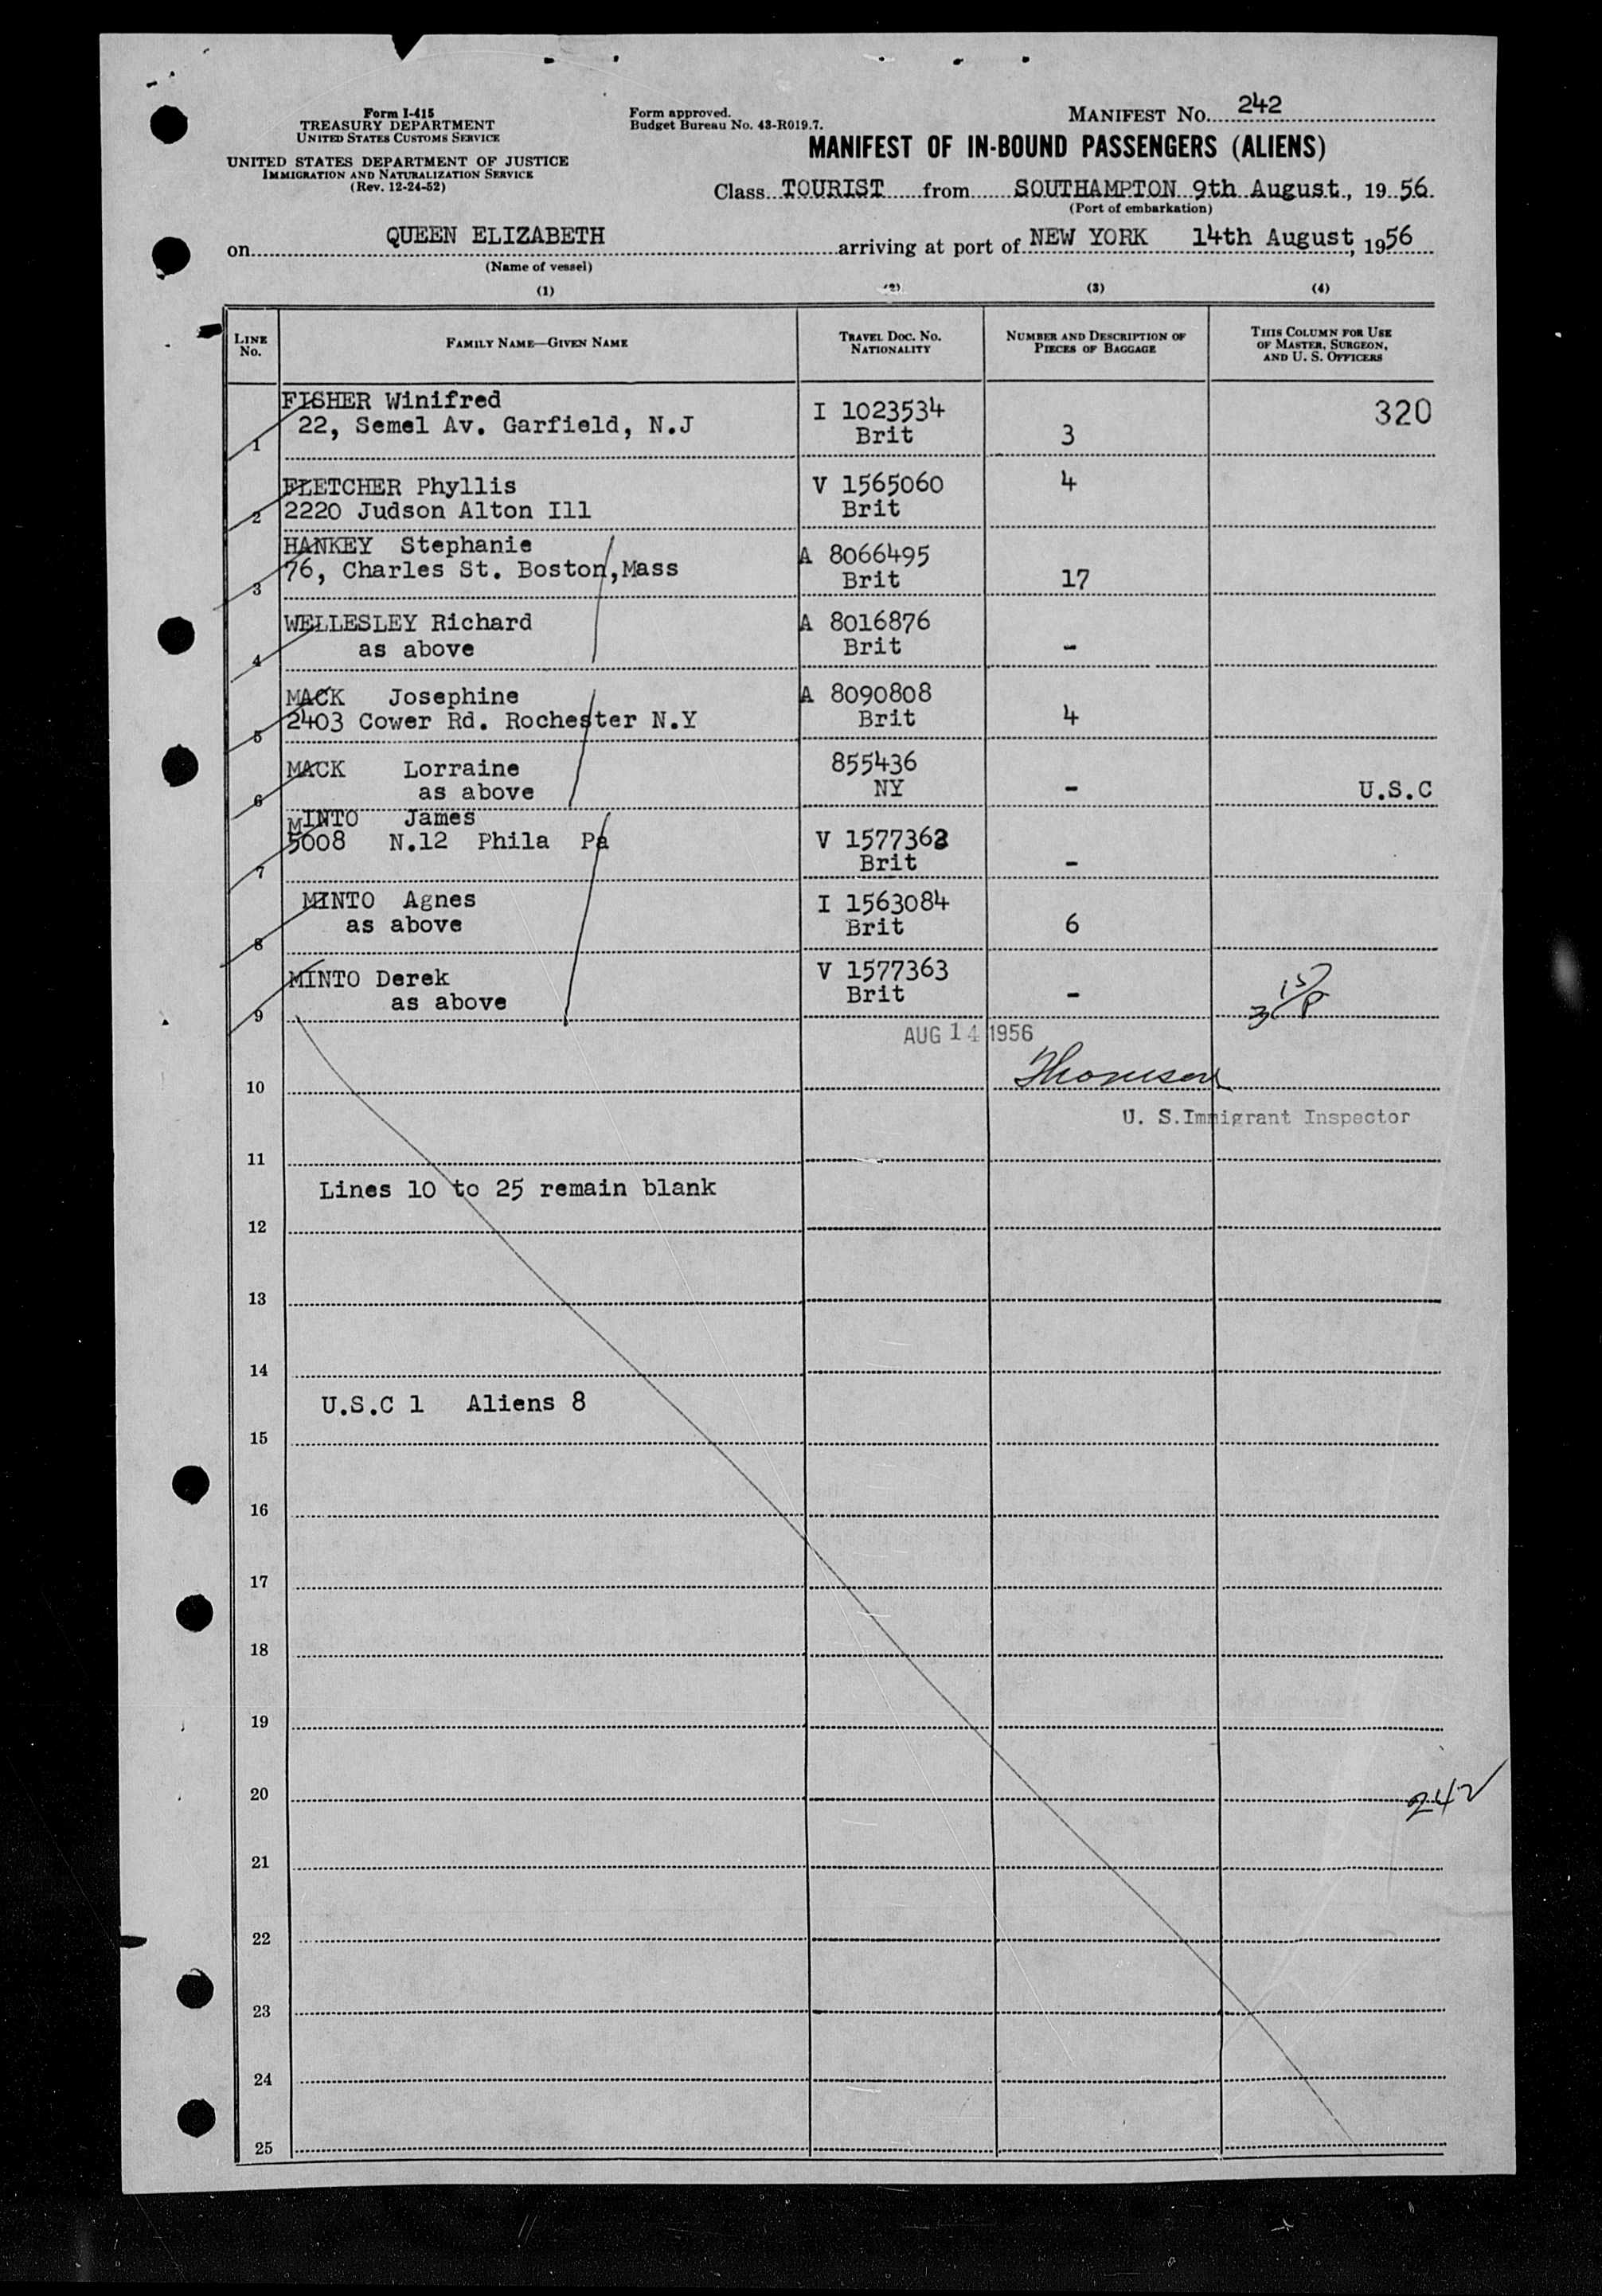 Form I-415
TREASURY DEPARTMENT
UNITED STATES CUSTOMS SERVICE
UNITED STATES DEPARTMENT OF JUSTICE
IMMIGRATION AND NATURALIZATION SERVICE
(Rev. 12-24-52)
Form approved.
Budget Bureau No. 43-R019.7.
MANIFEST NO. 242
MANIFEST OF IN-BOUND PASSENGERS (ALIENS)
Class TOURIST from SOUTHAMPTON 9th August, 1956.
(Port of embarkation)
on QUEEN ELIZABETH arriving at port of NEW YORK 14th August, 1956
(Name of vessel)
(1) (2) (3) (4)
LINE No. FAMILY NAME—GIVEN NAME TRAVEL DOC. NO. NATIONALITY NUMBER AND DESCRIPTION OF PIECES OF BAGGAGE THIS COLUMN FOR USE OF MASTER, SURGEON, AND U. S. OFFICERS
FISHER Winifred I 1023534 320
1 22, Semel Av. Garfield, N.J Brit 3
FLETCHER Phyllis V 1565060 4
2 2220 Judson Alton Ill Brit
HANKEY Stephanie A 8066495
3 76, Charles St. Boston,Mass Brit 17
WELLESLEY Richard A 8016876
4 as above Brit -
MACK Josephine A 8090808
5 2403 Cower Rd. Rochester N.Y Brit 4
MACK Lorraine 855436
6 as above NY - U.S.C
MINTO James
7 5008 N.12 Phila Pa V 1577362 Brit -
MINTO Agnes I 1563084
8 as above Brit 6
MINTO Derek V 1577363
9 as above Brit -
AUG 14 1956
10 Thomson
U. S.Immigrant Inspector
11
Lines 10 to 25 remain blank
12
13
14
U.S.C 1 Aliens 8
15
16
17
18
19
20 242
21
22
23
24
25